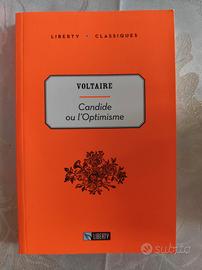 LIBERTY • CLASSIQUES
VOLTAIRE
Candide
ou l'Optimisme
LIBERTY
subito